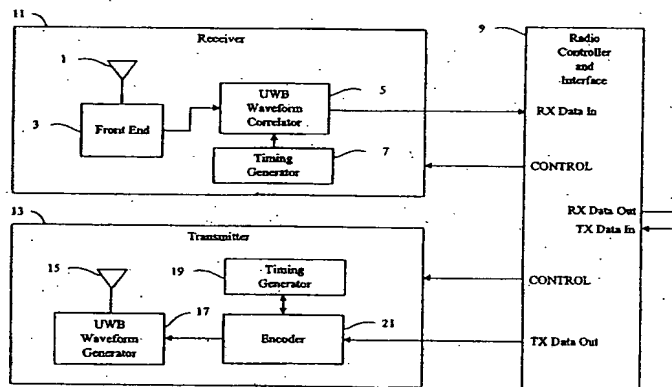 11
Receiver
1
3
Front End
UWB
Waveform
Correlator
5
Timing
Generator
7
9
Radio
Controller
and
Interface
RX Data In
CONTROL
RX Data Out
TX Data In
CONTROL
TX Data Out
13
Transmitter
15
UWB
Waveform
Generator
17
19
Timing
Generator
Encoder
21